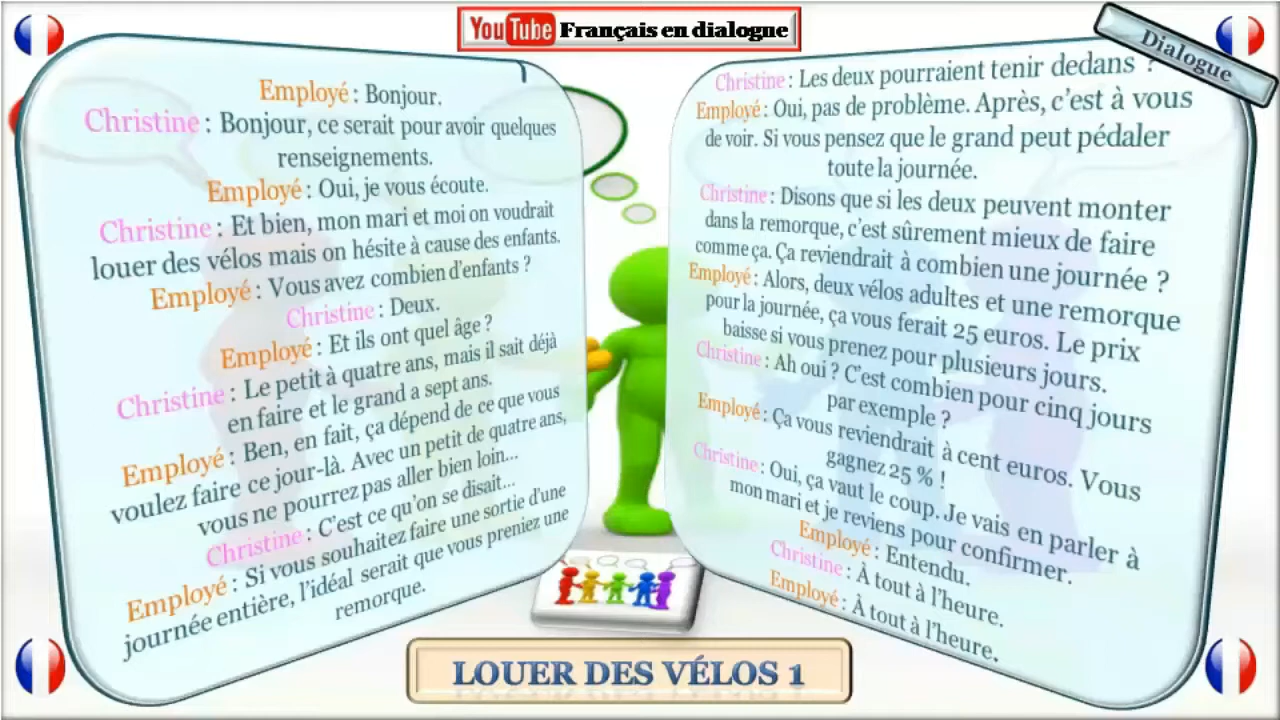 YouTube Français en dialogue
Dialogue
Employé : Bonjour.
Christine : Bonjour, ce serait pour avoir quelques
renseignements.
Employé : Oui, je vous écoute.
Christine : Et bien, mon mari et moi on voudrait
louer des vélos mais on hésite à cause des enfants.
Employé : Vous avez combien d'enfants ?
Christine : Deux.
Employé : Et ils ont quel âge ?
Christine : Le petit à quatre ans, mais il sait déjà
en faire et le grand a sept ans.
Employé : Ben, en fait, ça dépend de ce que vous
voulez faire ce jour-là. Avec un petit de quatre ans,
vous ne pourrez pas aller bien loin...
Christine : C'est ce qu'on se disait...
Employé : Si vous souhaitez faire une sortie d'une
journée entière, l'idéal serait que vous preniez une
remorque.
Christine : Les deux pourraient tenir dedans ?
Employé : Oui, pas de problème. Après, c'est à vous
de voir. Si vous pensez que le grand peut pédaler
toute la journée.
Christine : Disons que si les deux peuvent monter
dans la remorque, c'est sûrement mieux de faire
comme ça. Ça reviendrait à combien une journée ?
Employé : Alors, deux vélos adultes et une remorque
pour la journée, ça vous ferait 25 euros. Le prix
baisse si vous prenez pour plusieurs jours.
Christine : Ah oui ? C'est combien pour cinq jours
par exemple ?
Employé : Ça vous reviendrait à cent euros. Vous
gagnez 25 % !
Christine : Oui, ça vaut le coup. Je vais en parler à
mon mari et je reviens pour confirmer.
Employé : Entendu.
Christine : À tout à l'heure.
Employé : À tout à l'heure.
LOUER DES VÉLOS 1